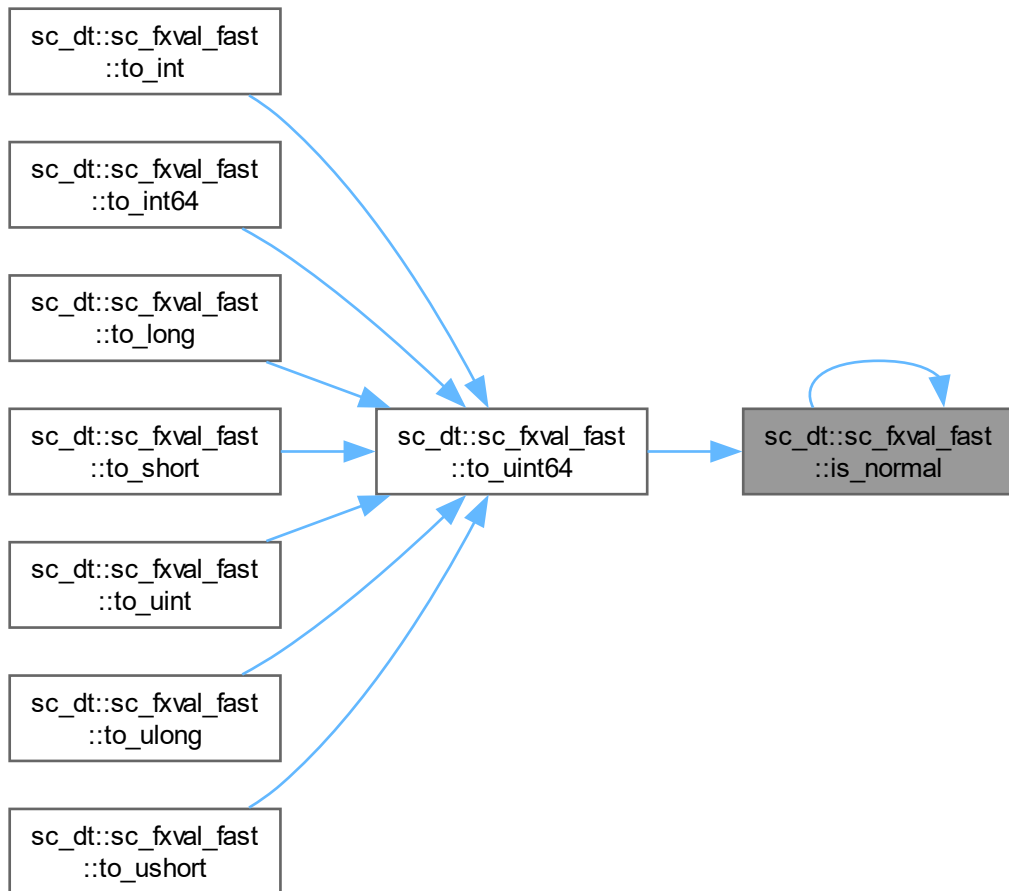 sc_dt::sc_fxval_fast
::to_int
sc_dt::sc_fxval_fast
::to_int64
sc_dt::sc_fxval_fast
::to_long
sc_dt::sc_fxval_fast
::to_short
sc_dt::sc_fxval_fast
::to_uint
sc_dt::sc_fxval_fast
::to_ulong
sc_dt::sc_fxval_fast
::to_ushort
sc_dt::sc_fxval_fast
::to_uint64
sc_dt::sc_fxval_fast
::is_normal